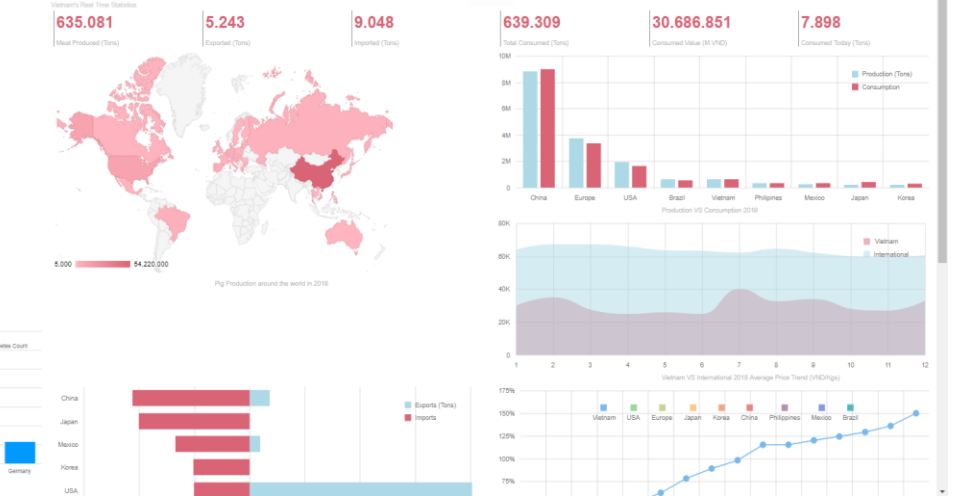 Vietnam's Real Time Statistics
635.081
5.243
9.048
639.309
30.686.851
7.898
Meat Produced (Tons)
Exported (Tons)
Imported (Tons)
Total Consumed (Tons)
Consumed Value (M VND)
Consumed Today (Tons)
10M
8M
6M
4M
2M
0
Production (Tons)
Consumption
China
Europe
USA
Brazil
Vietnam
Philipines
Mexico
Japan
Korea
Production VS Consumption 2019
5,000
54,220,000
Pig Production around the world in 2016
80K
60K
40K
20K
0
Vietnam
International
1
2
3
4
5
6
7
8
9
10
11
12
Vietnam VS International 2018 Average Price Trend (VND/Kgs)
Count
Germany
China
Japan
Mexico
Korea
USA
Exports (Tons)
Imports
175%
150%
125%
100%
75%
Vietnam
USA
Europe
Japan
Korea
China
Philippines
Mexico
Brazil